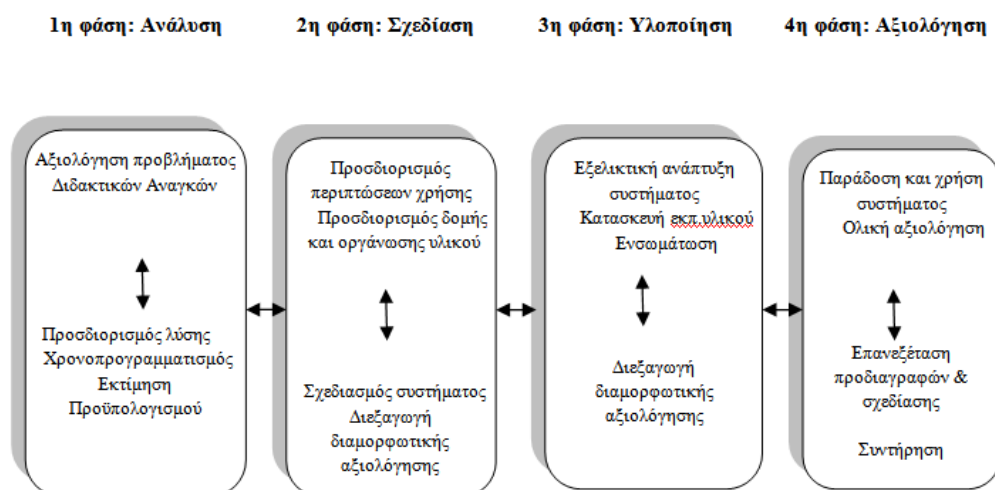 1η φάση: Ανάλυση
2η φάση: Σχεδίαση
3η φάση: Υλοποίηση
4η φάση: Αξιολόγηση
Αξιολόγηση προβλήματος
Διδακτικών Αναγκών
Προσδιορισμός λύσης
Χρονοπρογραμματισμός
Εκτίμηση
Προϋπολογισμού
Προσδιορισμός
περιπτώσεων χρήσης
Προσδιορισμός δομής
και οργάνωσης υλικού
Σχεδιασμός συστήματος
Διεξαγωγή
διαμορφωτικής
αξιολόγησης
Εξελικτική ανάπτυξη
συστήματος
Κατασκευή εκπ.υλικού
Ενσωμάτωση
Διεξαγωγή
διαμορφωτικής
αξιολόγησης
Παράδοση και χρήση
συστήματος
Ολική αξιολόγηση
Επανεξέταση
προδιαγραφών &
σχεδίασης
Συντήρηση